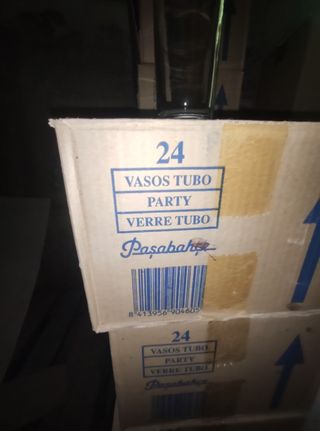 24
VASOS TUBO
PARTY
VERRE TUBO
Paşabahçe
8 413956 904605
24
VASOS TUBO
PARTY
VERRE TUBO
Paşabahçe